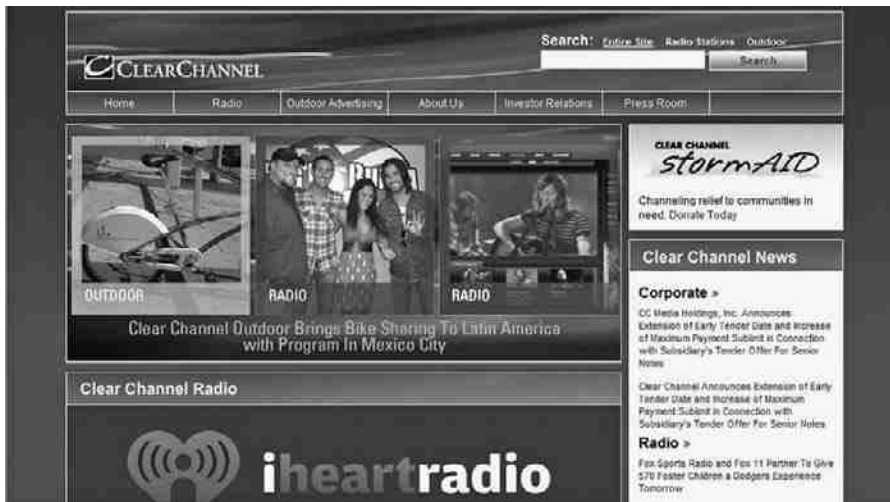 Search: Entire Site Radio Stations Outdoor
Search
CLEARCHANNEL
Home Radio Outdoor Advertising About Us Investor Relations Press Room
CLEAR CHANNEL
stormAID
Channeling relief to communities in
need. Donate Today
OUTDOOR
RADIO
RADIO
Clear Channel Outdoor Brings Bike Sharing To Latin America
with Program In Mexico City
Clear Channel News
Corporate »
CC Media Holdings, Inc. Announces
Extension of Early Tender Date and Increase
of Maximum Payment Sublimit in Connection
with Subsidiary's Tender Offer For Senior
Notes
Clear Channel Announces Extension of Early
Tender Date and Increase of Maximum
Payment Sublimit in Connection with
Subsidiary's Tender Offer For Senior Notes
Radio »
Fox Sports Radio and Fox 11 Partner To Give
570 Foster Children a Dodgers Experience
Tomorrow
Clear Channel Radio
iheartradio